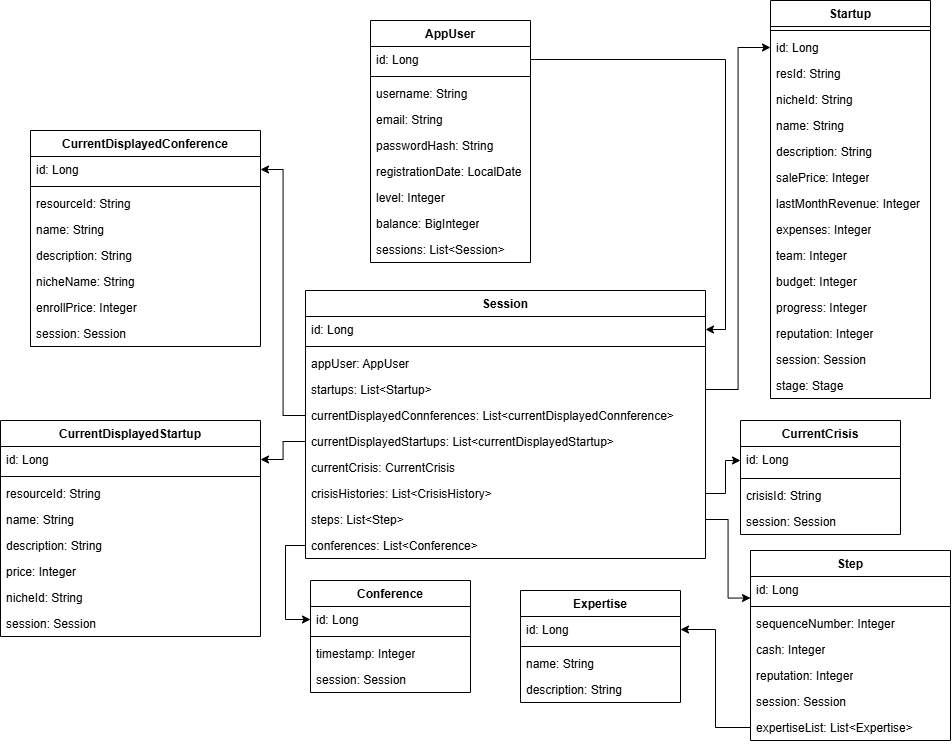 AppUser
id: Long
username: String
email: String
passwordHash: String
registrationDate: LocalDate
level: Integer
balance: BigInteger
sessions: List<Session>
Startup
id: Long
resId: String
nicheId: String
name: String
description: String
salePrice: Integer
lastMonthRevenue: Integer
expenses: Integer
team: Integer
budget: Integer
progress: Integer
reputation: Integer
session: Session
stage: Stage
CurrentDisplayedConference
id: Long
resourceId: String
name: String
description: String
nicheName: String
enrollPrice: Integer
session: Session
Session
id: Long
appUser: AppUser
startups: List<Startup>
currentDisplayedConnferences: List<currentDisplayedConnference>
currentDisplayedStartups: List<currentDisplayedStartup>
currentCrisis: CurrentCrisis
crisisHistories: List<CrisisHistory>
steps: List<Step>
conferences: List<Conference>
CurrentDisplayedStartup
id: Long
resourceId: String
name: String
description: String
price: Integer
nicheId: String
session: Session
CurrentCrisis
id: Long
crisisId: String
session: Session
Conference
id: Long
timestamp: Integer
session: Session
Expertise
id: Long
name: String
description: String
Step
id: Long
sequenceNumber: Integer
cash: Integer
reputation: Integer
session: Session
expertiseList: List<Expertise>